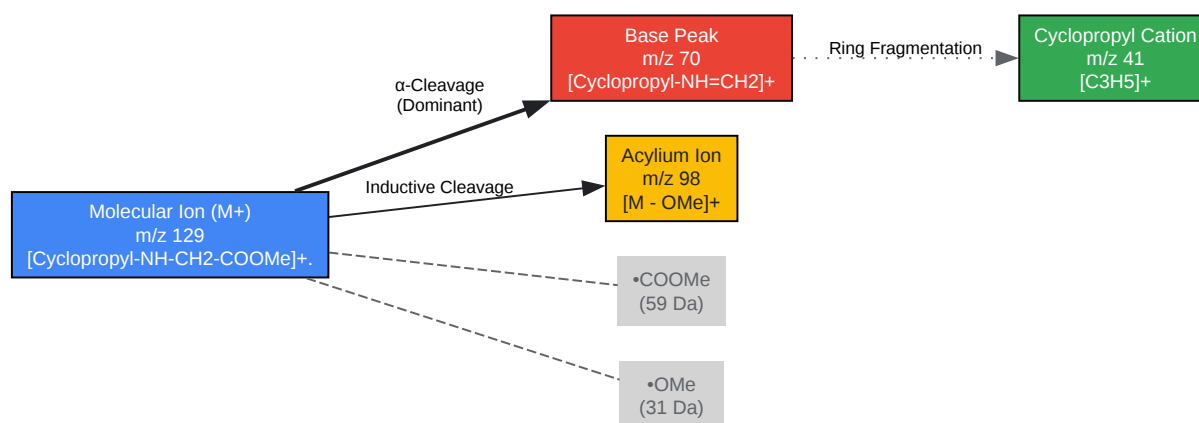 Base Peak
m/z 70
[Cyclopropyl-NH=CH2]+
Ring Fragmentation
Cyclopropyl Cation
m/z 41
[C3H5]+
α-Cleavage
(Dominant)
Acylium Ion
m/z 98
[M - OMe]+
Inductive Cleavage
Molecular Ion (M+)
m/z 129
[Cyclopropyl-NH-CH2-COOMe]+.
•COOMe
(59 Da)
•OMe
(31 Da)